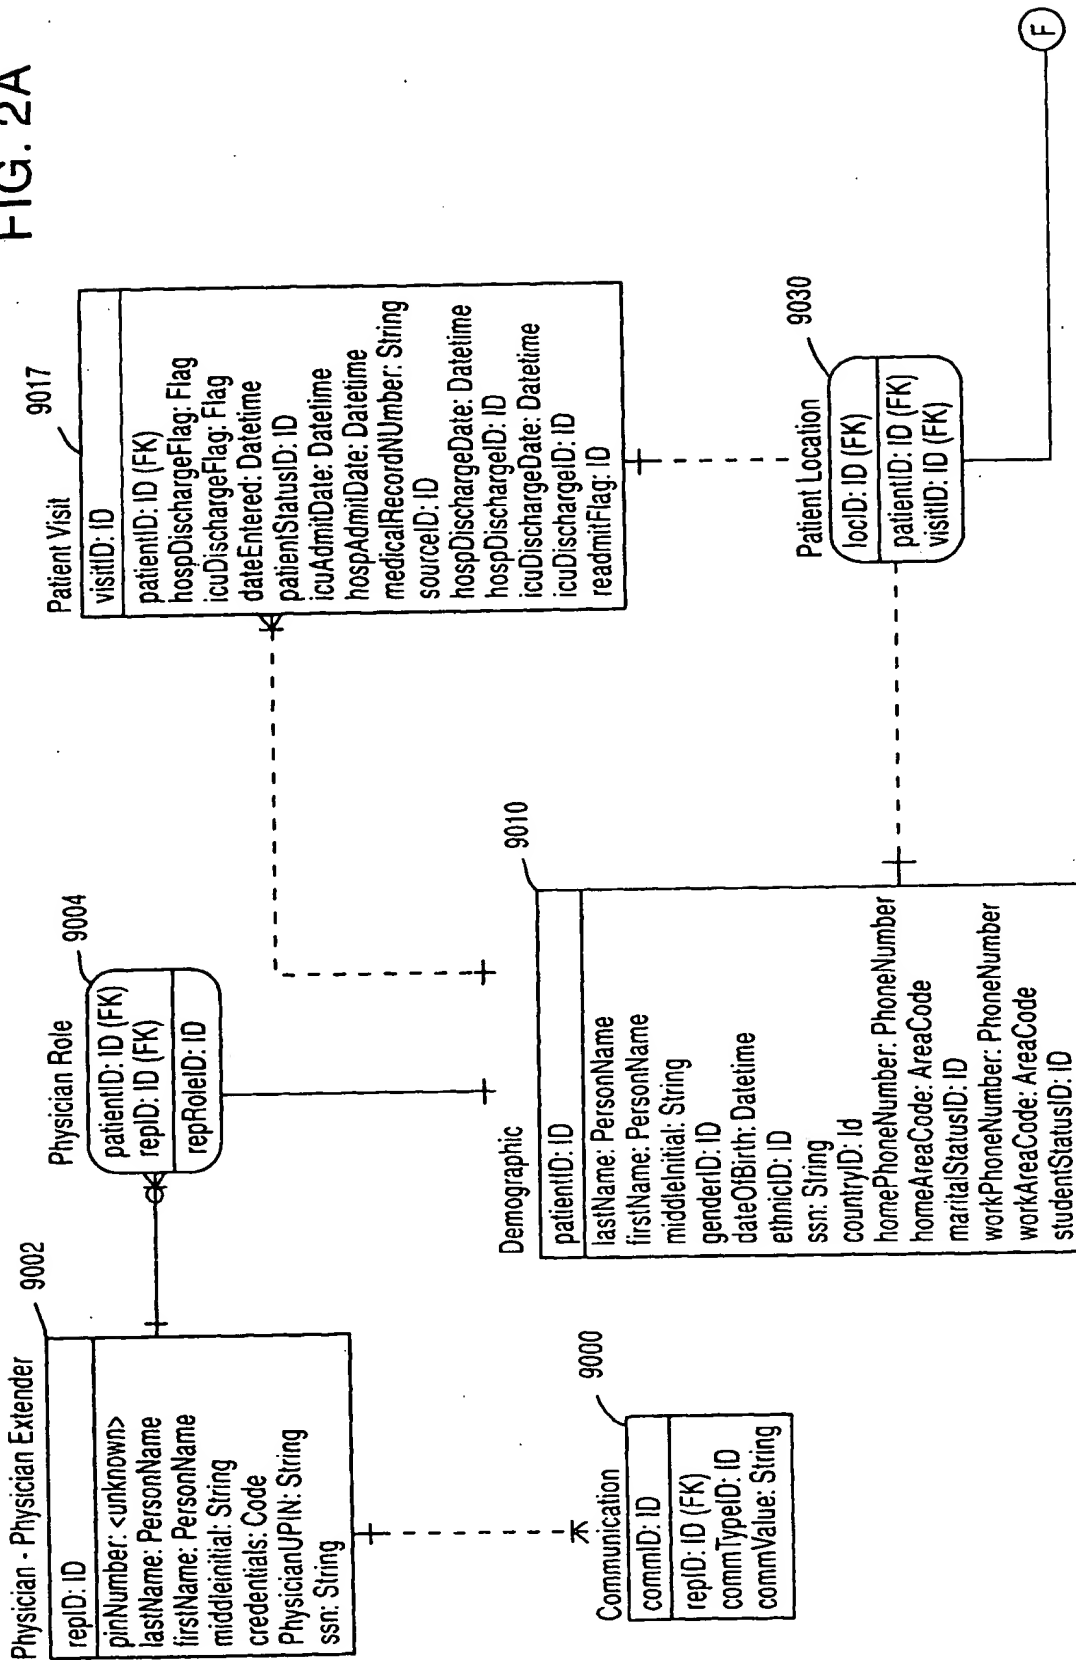 FIG. 2A
Physician - Physician Extender
9002
repID: ID
pinNumber: <unknown>
lastName: PersonName
firstName: PersonName
middleinitial: String
credentials: Code
PhysicianUPIN: String
ssn: String
Physician Role
9004
patientID: ID (FK)
repID: ID (FK)
repRoleID: ID
Patient Visit
9017
visitID: ID
patientID: ID (FK)
hospDischargeFlag: Flag
icuDischargeFlag: Flag
dateEntered: Datetime
patientStatusID: ID
icuAdmitDate: Datetime
hospAdmitDate: Datetime
medicalRecordNUmber: String
sourceID: ID
hospDischargeDate: Datetime
hospDischargeID: ID
icuDischargeDate: Datetime
icuDischargeID: ID
readmitFlag: ID
Communication
9000
commID: ID
repID: ID (FK)
commTypeID: ID
commValue: String
Demographic
9010
patientID: ID
lastName: PersonName
firstName: PersonName
middleInitial: String
genderID: ID
dateOfBirth: Datetime
ethnicID: ID
ssn: String
countryID: Id
homePhoneNumber: PhoneNumber
homeAreaCode: AreaCode
maritalStatusID: ID
workPhoneNumber: PhoneNumber
workAreaCode: AreaCode
studentStatusID: ID
Patient Location
9030
locID: ID (FK)
patientID: ID (FK)
visitID: ID (FK)
F